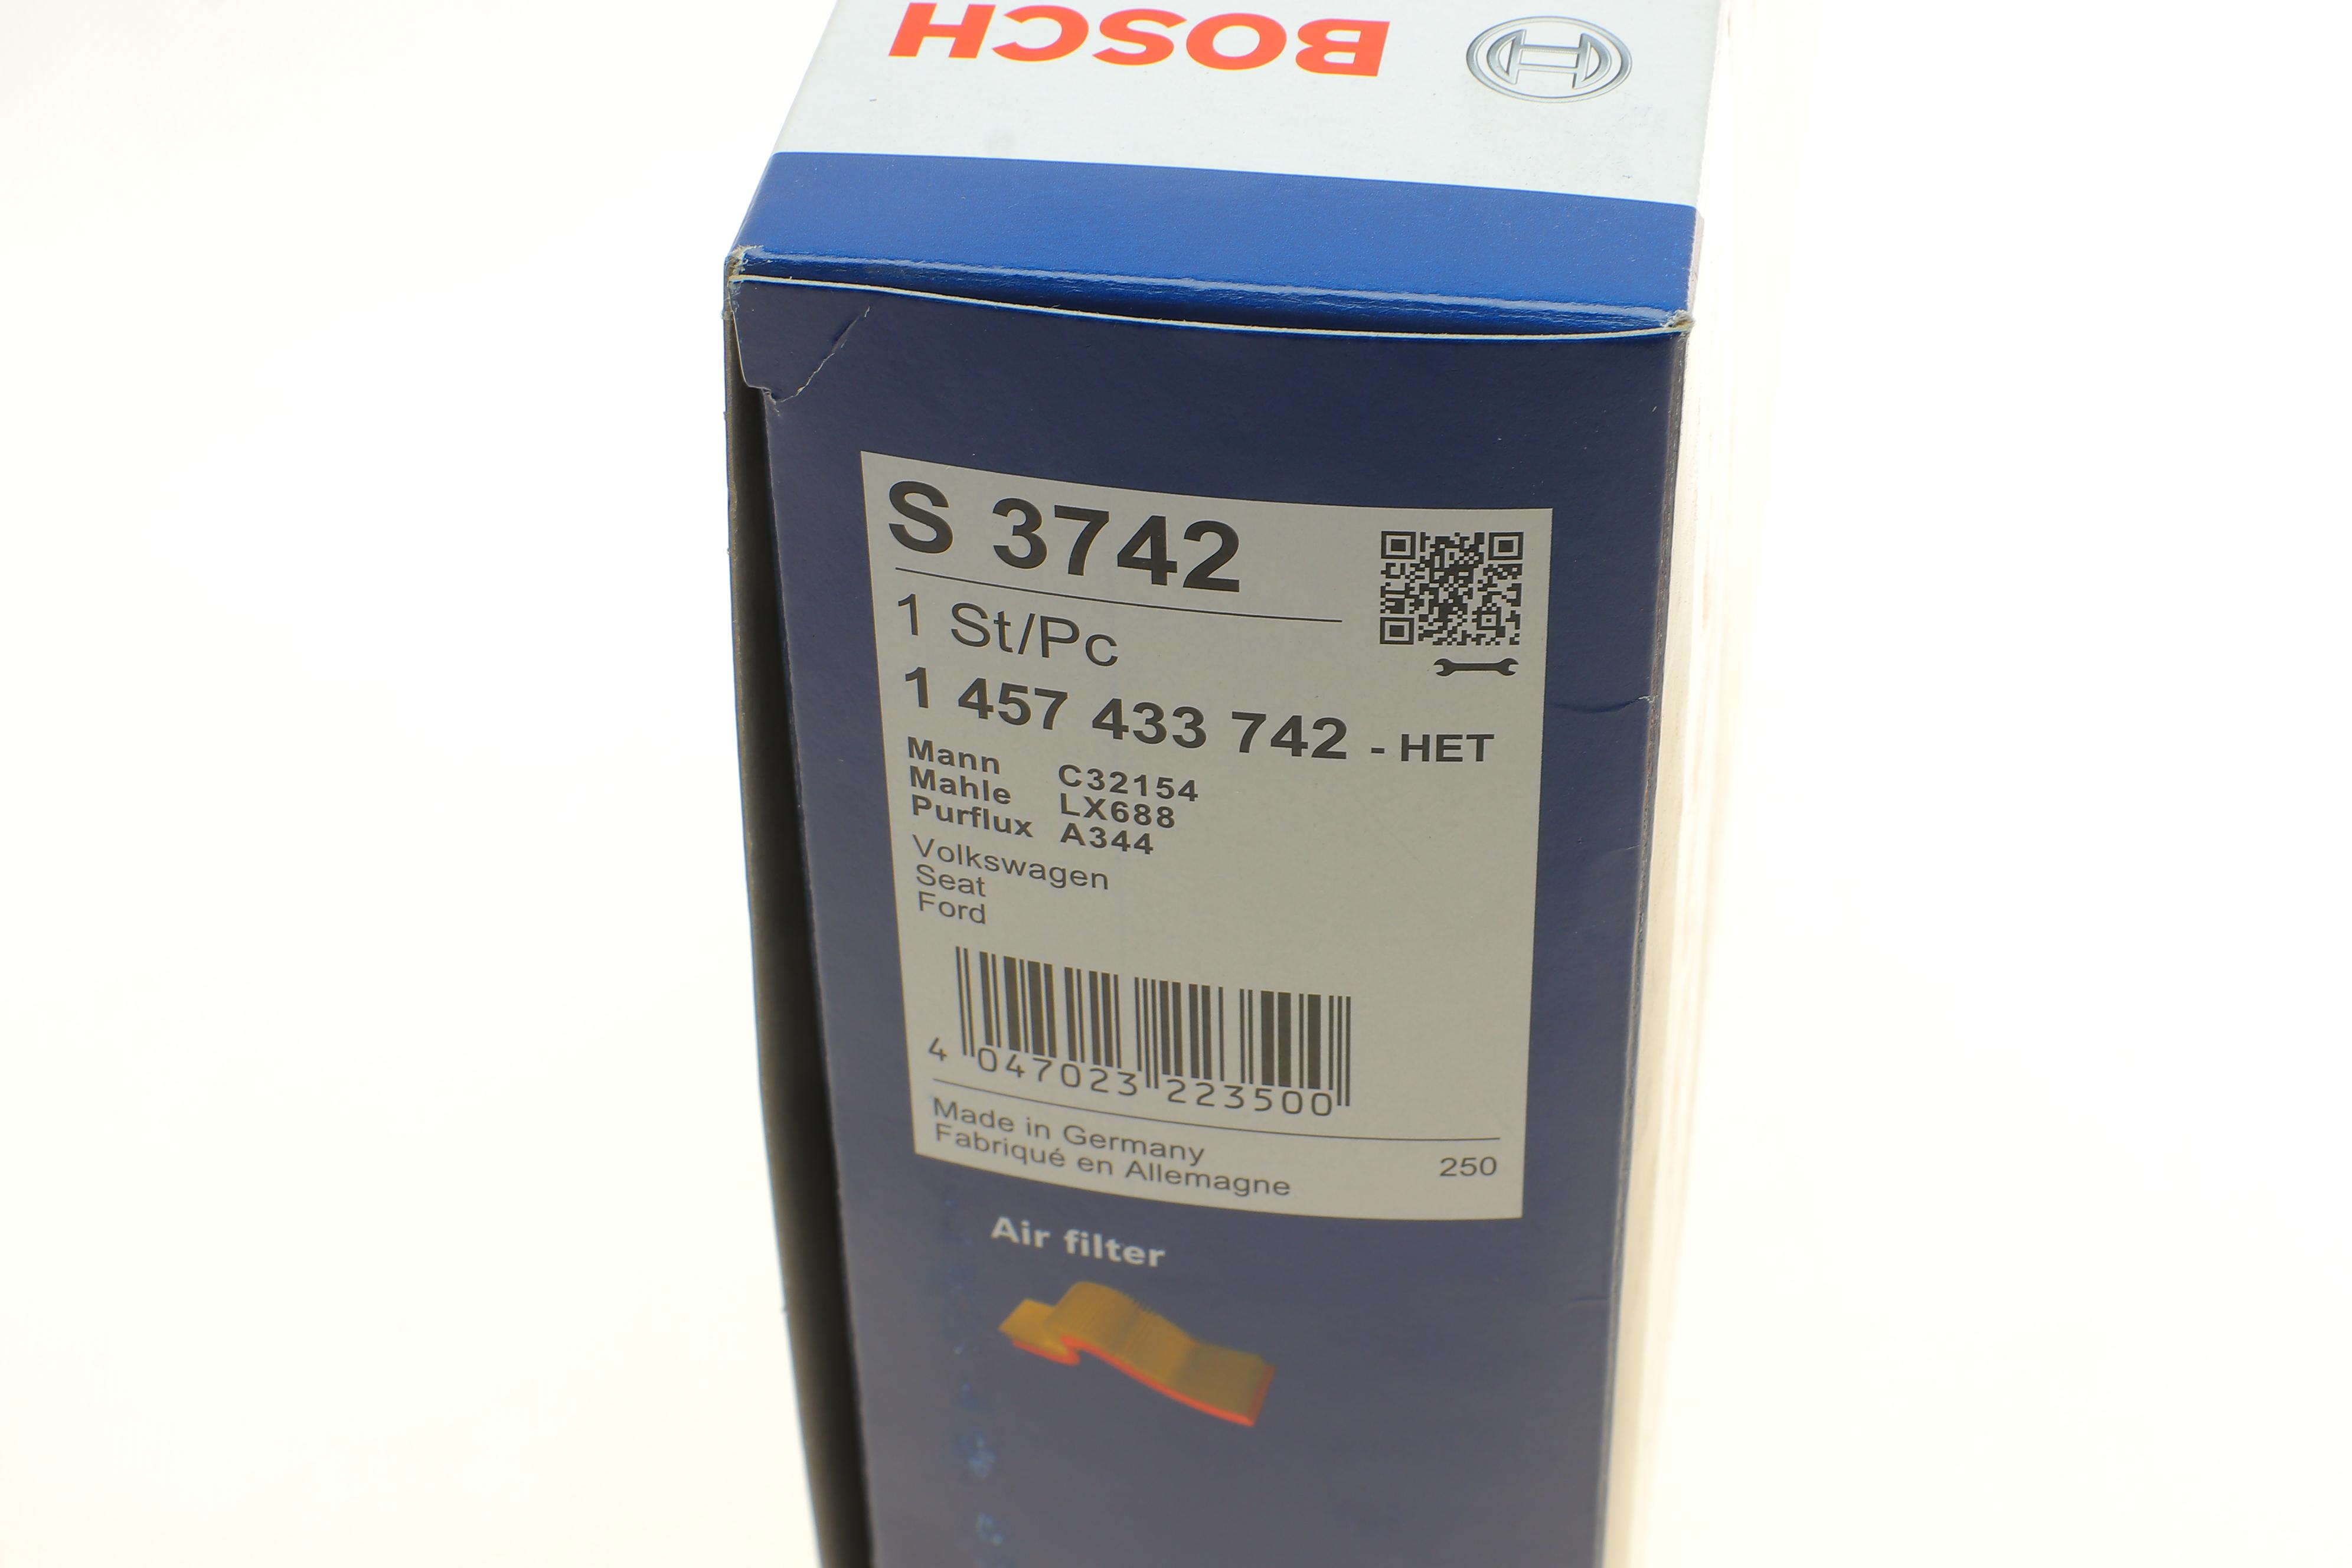 BOSCH
S 3742
1 St/Pc
1 457 433 742 - HET
Mann C32154
Mahle LX688
Purflux A344
Volkswagen
Seat
Ford
4 047023 223500
Made in Germany
Fabriqué en Allemagne 250
Air filter